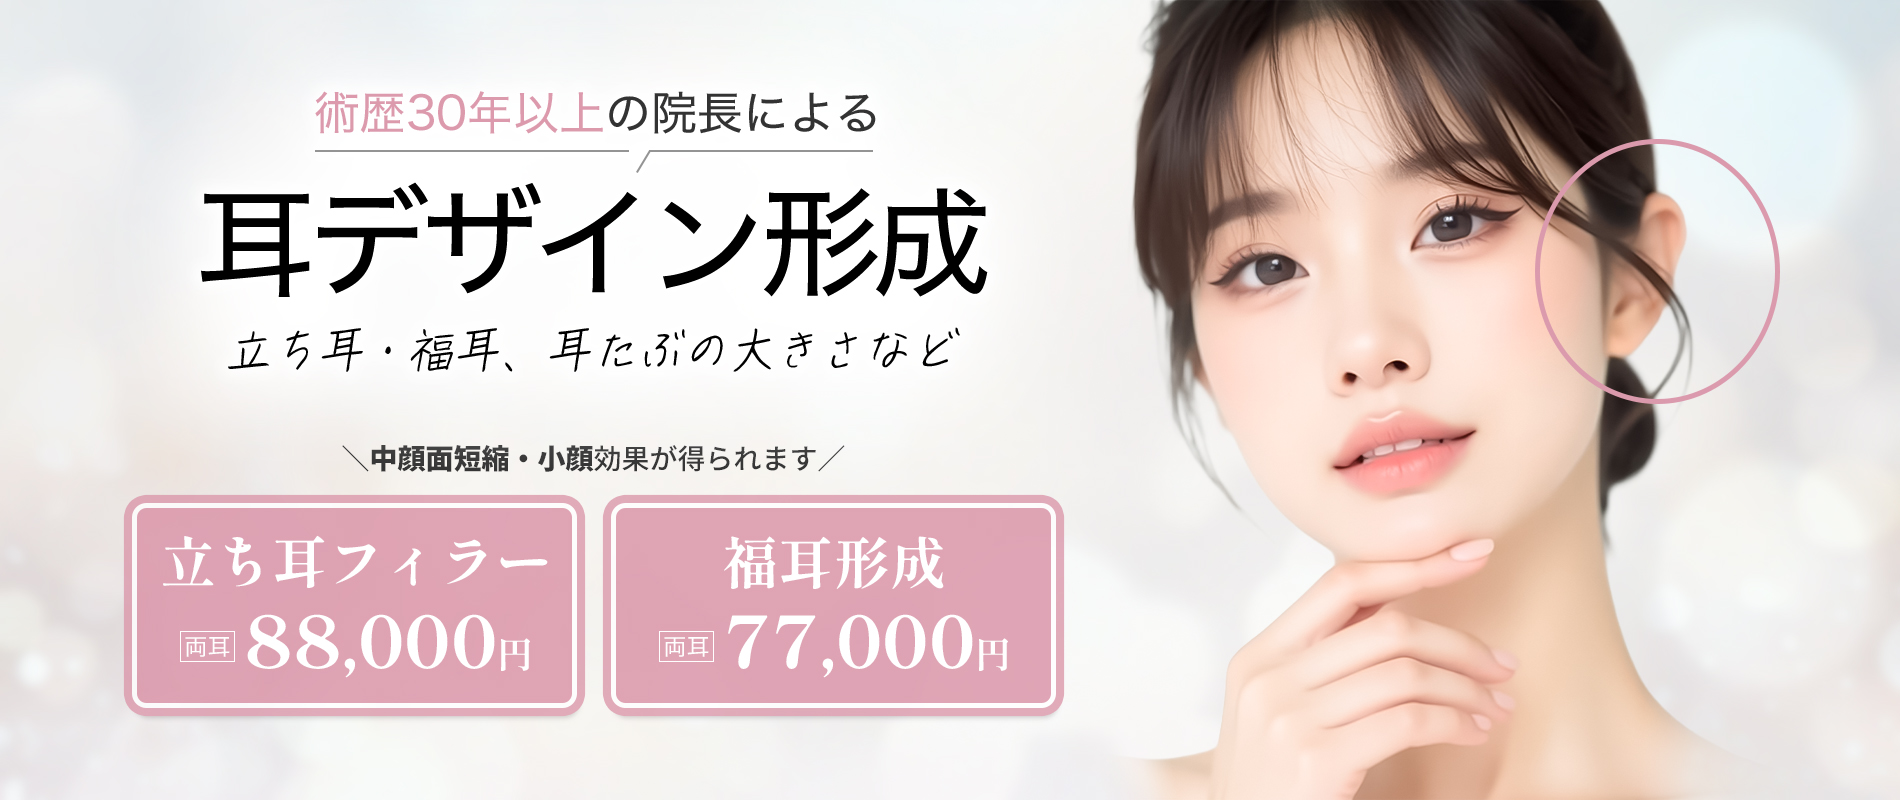 術歴30年以上の院長による
耳デザイン形成
立ち耳・福耳、耳たぶの大きさなど
＼中顔面短縮・小顔効果が得られます／
立ち耳フィラー
両耳 88,000円
福耳形成
両耳 77,000円